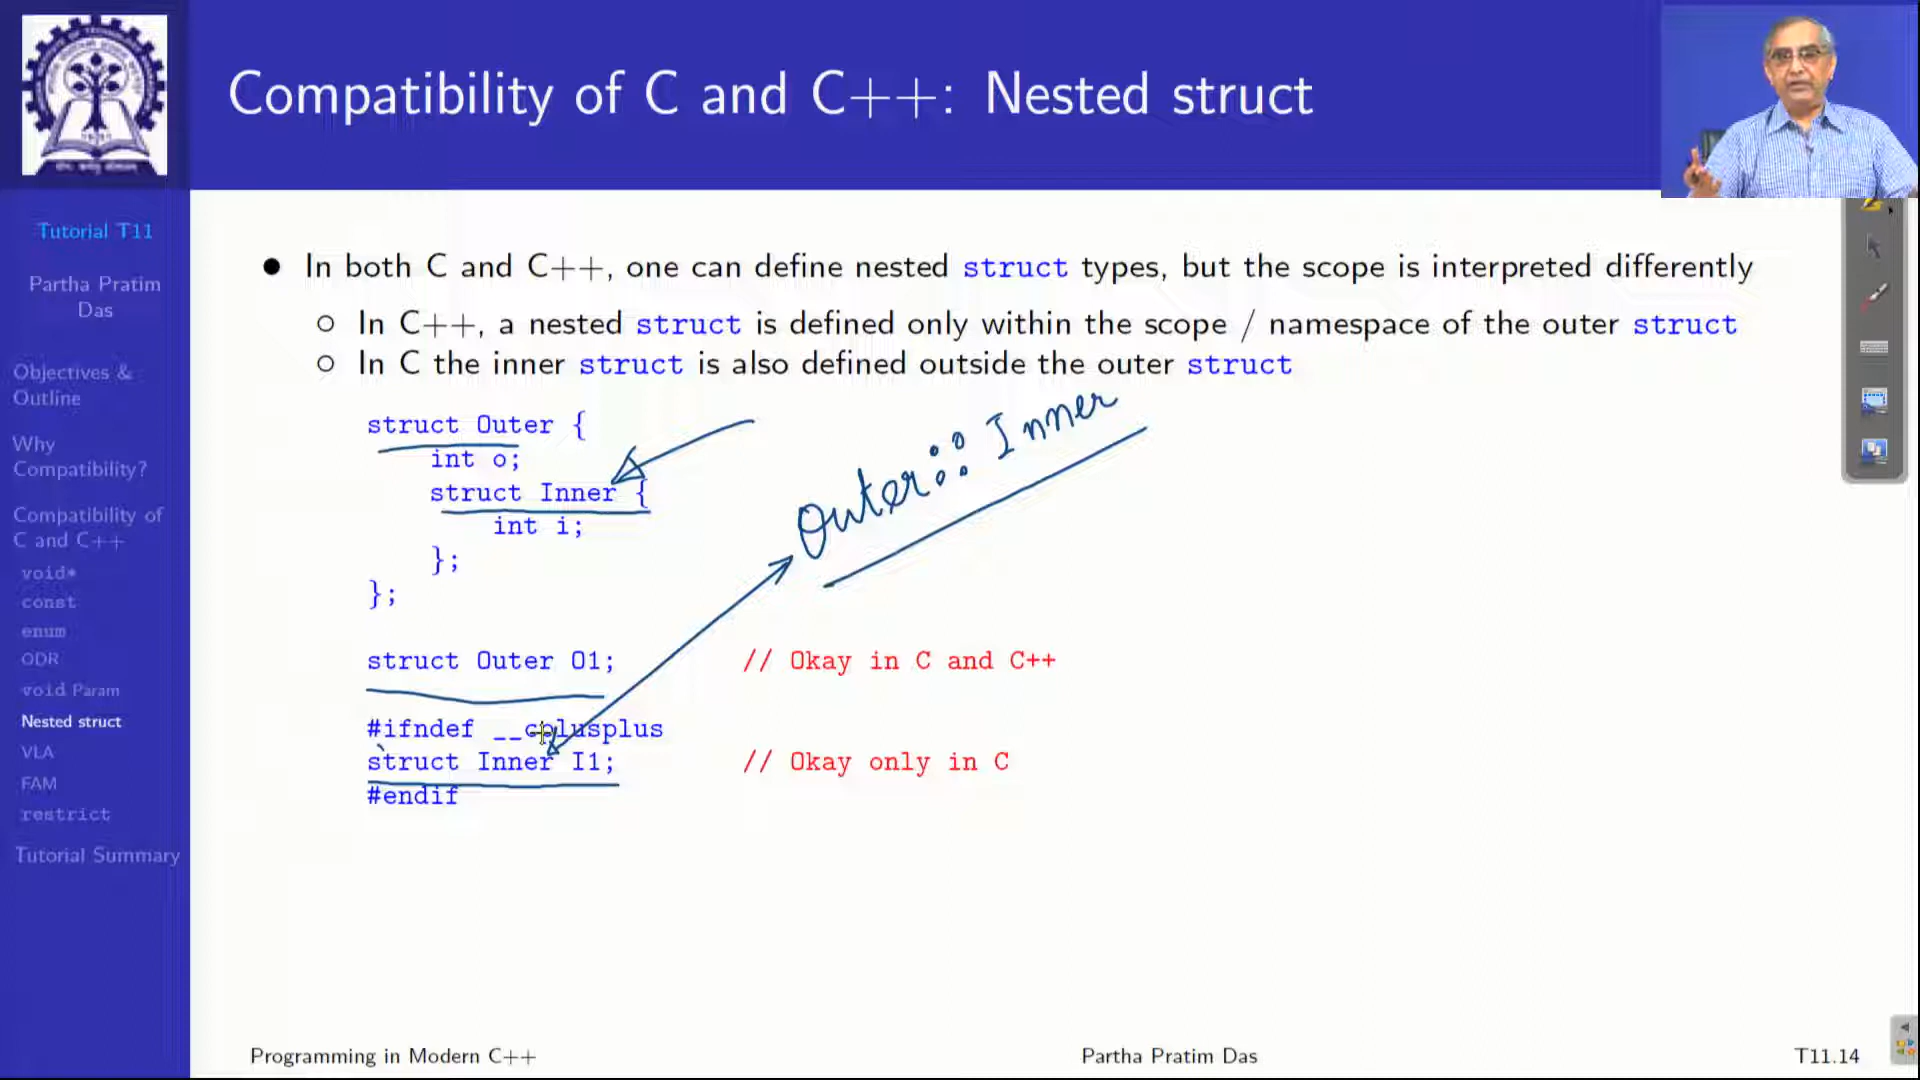 Compatibility of C and C++: Nested struct
Tutorial T11
Partha Pratim
Das
Objectives &
Outline
Why
Compatibility?
Compatibility of
C and C++
void*
const
enum
ODR
void Param
Nested struct
VLA
FAM
restrict
Tutorial Summary
● In both C and C++, one can define nested struct types, but the scope is interpreted differently
○ In C++, a nested struct is defined only within the scope / namespace of the outer struct
○ In C the inner struct is also defined outside the outer struct
struct Outer {
int o;
struct Inner {
int i;
};
};
Outer::Inner
struct Outer O1; // Okay in C and C++
#ifndef __cplusplus
struct Inner I1; // Okay only in C
#endif
Programming in Modern C++ Partha Pratim Das T11.14